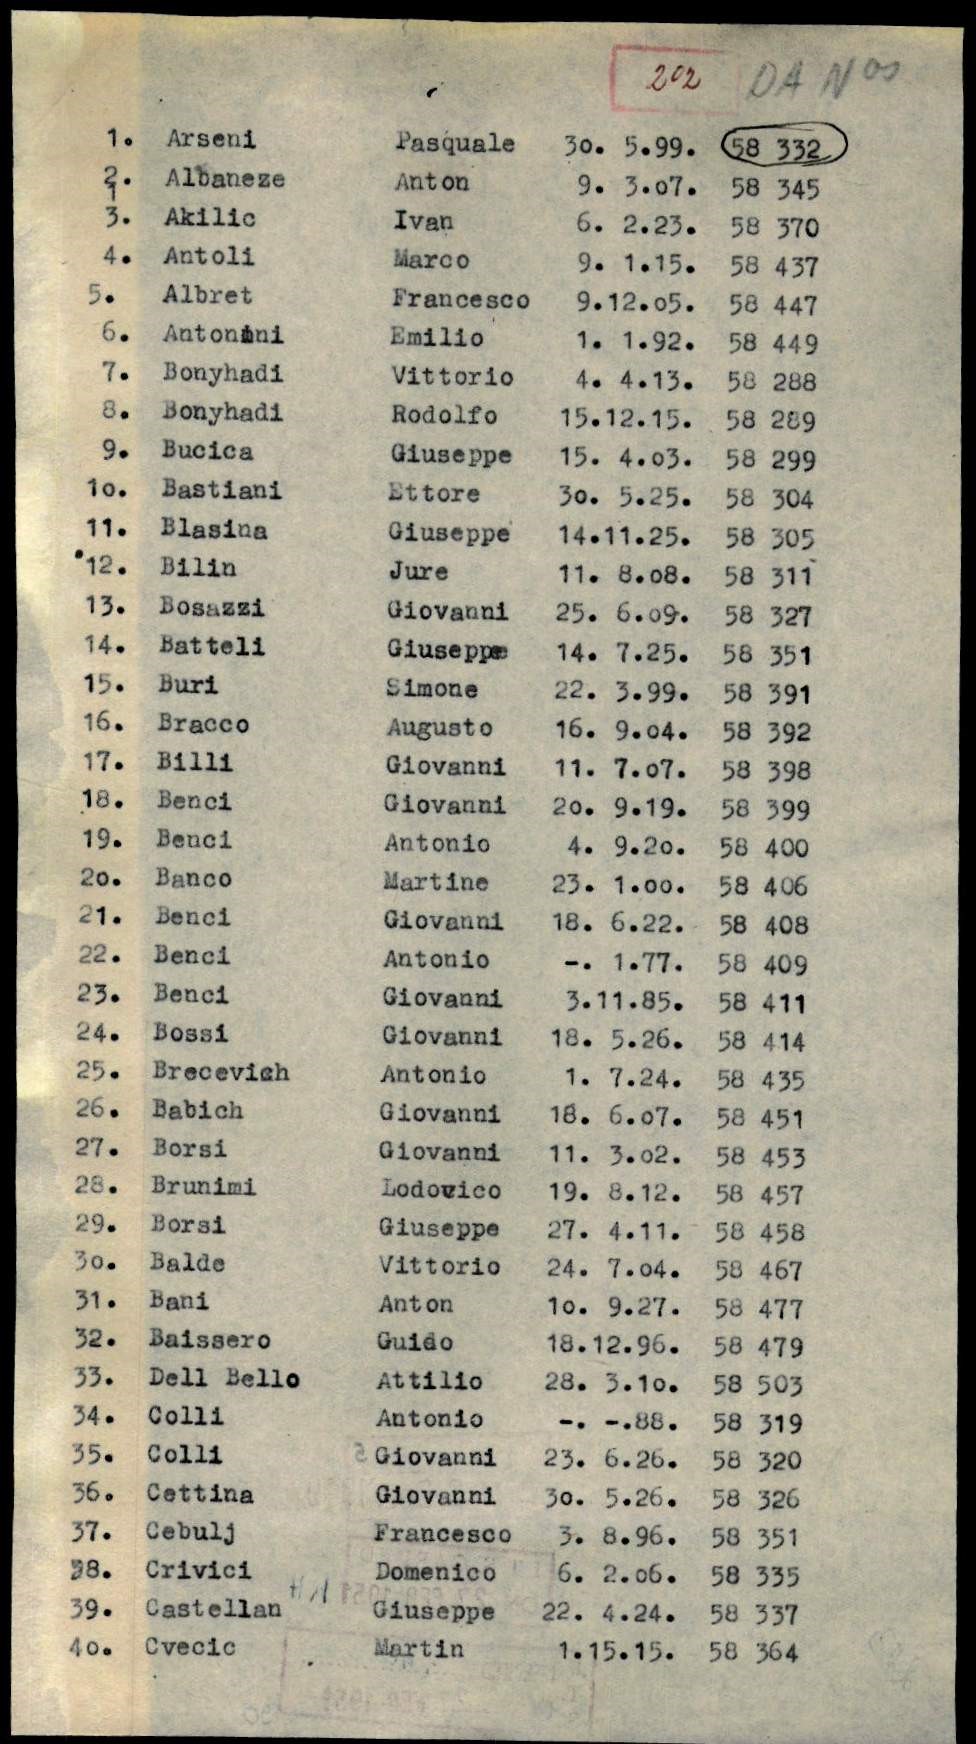 202 DA Nos
1. Arseni Pasquale 30. 5.99. 58 332
2. Albaneze Anton 9. 3.07. 58 345
3. Akilic Ivan 6. 2.23. 58 370
4. Antoli Marco 9. 1.15. 58 437
5. Albret Francesco 9.12.05. 58 447
6. Antonini Emilio 1. 1.92. 58 449
7. Bonyhadi Vittorio 4. 4.13. 58 288
8. Bonyhadi Rodolfo 15.12.15. 58 289
9. Bucica Giuseppe 15. 4.03. 58 299
10. Bastiani Ettore 30. 5.25. 58 304
11. Blasina Giuseppe 14.11.25. 58 305
12. Bilin Jure 11. 8.08. 58 311
13. Bosazzi Giovanni 25. 6.09. 58 327
14. Batteli Giuseppe 14. 7.25. 58 351
15. Buri Simone 22. 3.99. 58 391
16. Bracco Augusto 16. 9.04. 58 392
17. Billi Giovanni 11. 7.07. 58 398
18. Benci Giovanni 20. 9.19. 58 399
19. Benci Antonio 4. 9.20. 58 400
20. Banco Martine 23. 1.00. 58 406
21. Benci Giovanni 18. 6.22. 58 408
22. Benci Antonio -. 1.77. 58 409
23. Benci Giovanni 3.11.85. 58 411
24. Bossi Giovanni 18. 5.26. 58 414
25. Brecevich Antonio 1. 7.24. 58 435
26. Babich Giovanni 18. 6.07. 58 451
27. Borsi Giovanni 11. 3.02. 58 453
28. Brunimi Lodovico 19. 8.12. 58 457
29. Borsi Giuseppe 27. 4.11. 58 458
30. Balde Vittorio 24. 7.04. 58 467
31. Bani Anton 10. 9.27. 58 477
32. Baissero Guido 18.12.96. 58 479
33. Dell Bello Attilio 28. 3.10. 58 503
34. Colli Antonio -. -.88. 58 319
35. Colli Giovanni 23. 6.26. 58 320
36. Cettina Giovanni 30. 5.26. 58 326
37. Cebulj Francesco 3. 8.96. 58 351
38. Crivici Domenico 6. 2.06. 58 335
39. Castellan Giuseppe 22. 4.24. 58 337
40. Cvecic Martin 1.15.15. 58 364